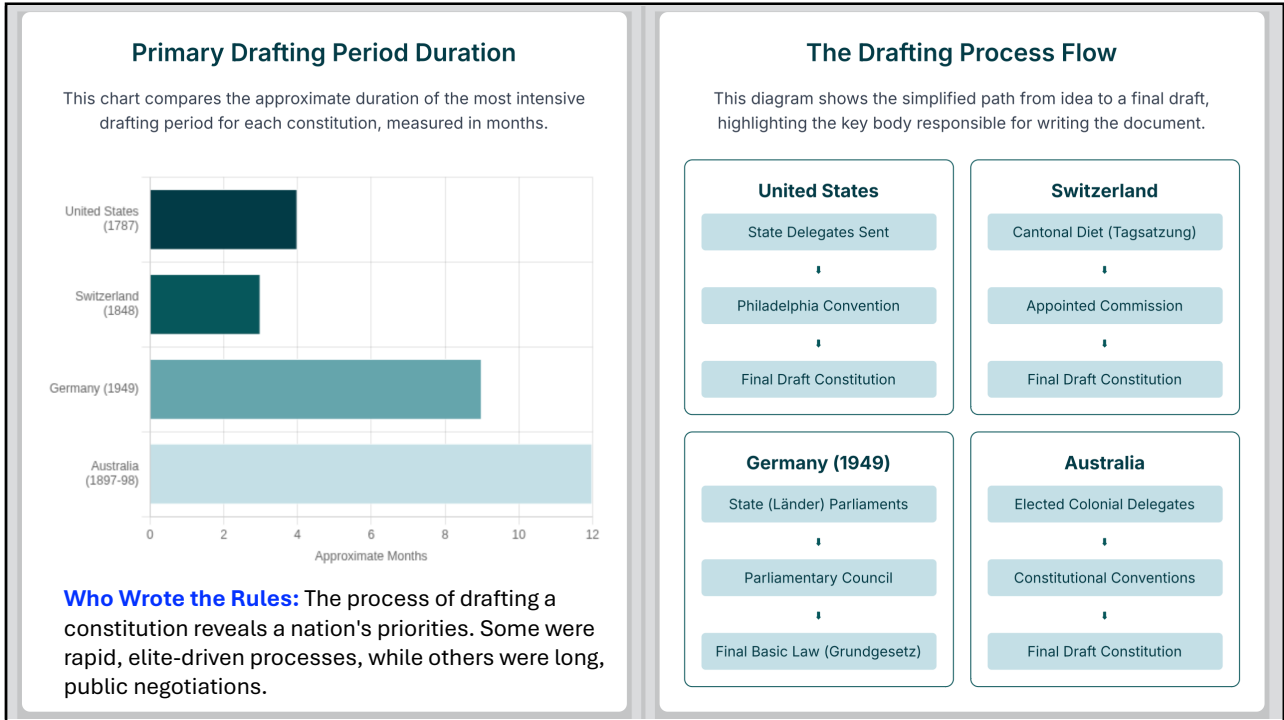 Primary Drafting Period Duration
This chart compares the approximate duration of the most intensive
drafting period for each constitution, measured in months.
United States
(1787)
Switzerland
(1848)
Germany (1949)
Australia
(1897-98)
0 2 4 6 8 10 12
Approximate Months
Who Wrote the Rules: The process of drafting a
constitution reveals a nation's priorities. Some were
rapid, elite-driven processes, while others were long,
public negotiations.
The Drafting Process Flow
This diagram shows the simplified path from idea to a final draft,
highlighting the key body responsible for writing the document.
United States
State Delegates Sent
Philadelphia Convention
Final Draft Constitution
Switzerland
Cantonal Diet (Tagsatzung)
Appointed Commission
Final Draft Constitution
Germany (1949)
State (Länder) Parliaments
Parliamentary Council
Final Basic Law (Grundgesetz)
Australia
Elected Colonial Delegates
Constitutional Conventions
Final Draft Constitution